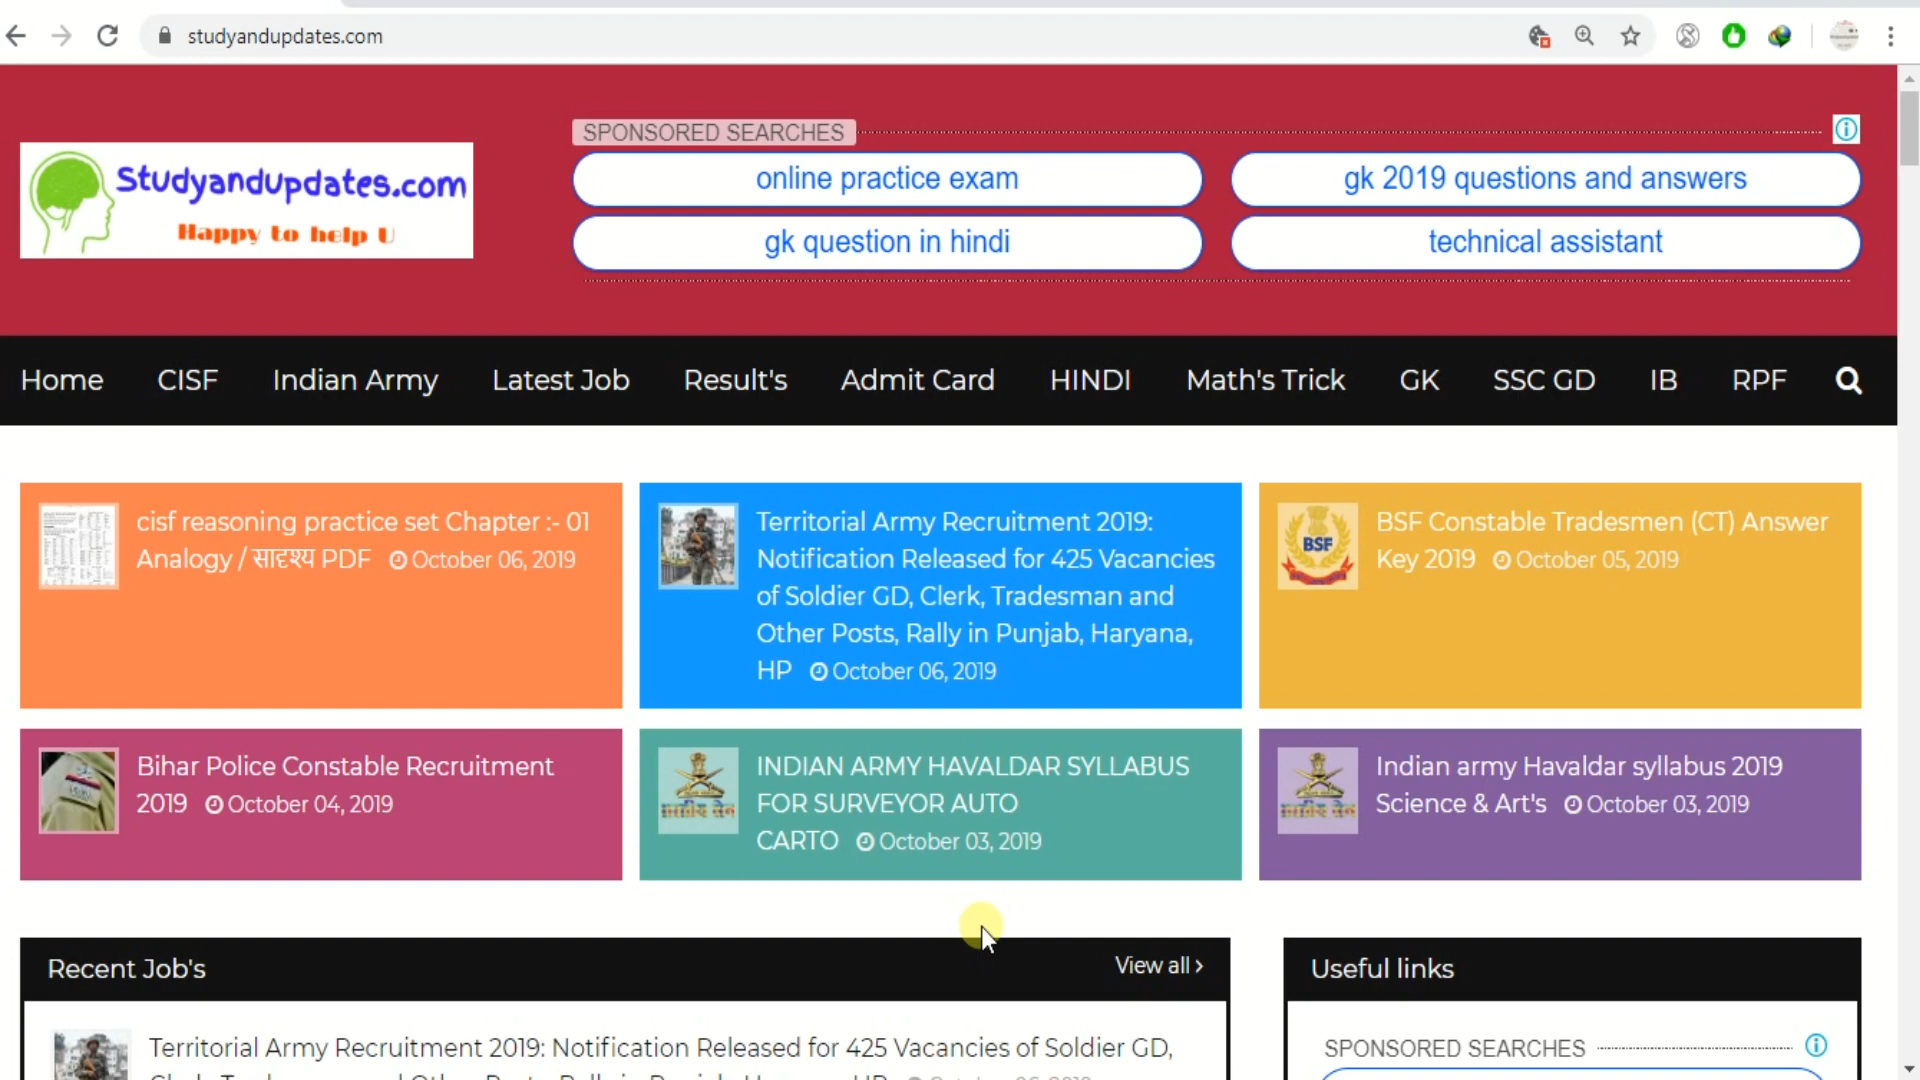 studyandupdates.com
SPONSORED SEARCHES
Studyandupdates.com
Happy to help U
online practice exam
gk 2019 questions and answers
gk question in hindi
technical assistant
Home CISF Indian Army Latest Job Result's Admit Card HINDI Math's Trick GK SSC GD IB RPF
cisf reasoning practice set Chapter :- 01
Analogy / सादृश्य PDF October 06, 2019
Territorial Army Recruitment 2019:
Notification Released for 425 Vacancies
of Soldier GD, Clerk, Tradesman and
Other Posts, Rally in Punjab, Haryana,
HP October 06, 2019
BSF
BSF Constable Tradesmen (CT) Answer
Key 2019 October 05, 2019
Bihar Police Constable Recruitment
2019 October 04, 2019
INDIAN ARMY HAVALDAR SYLLABUS
FOR SURVEYOR AUTO
CARTO October 03, 2019
Indian army Havaldar syllabus 2019
Science & Art's October 03, 2019
Recent Job's
View all ›
Useful links
Territorial Army Recruitment 2019: Notification Released for 425 Vacancies of Soldier GD,
SPONSORED SEARCHES